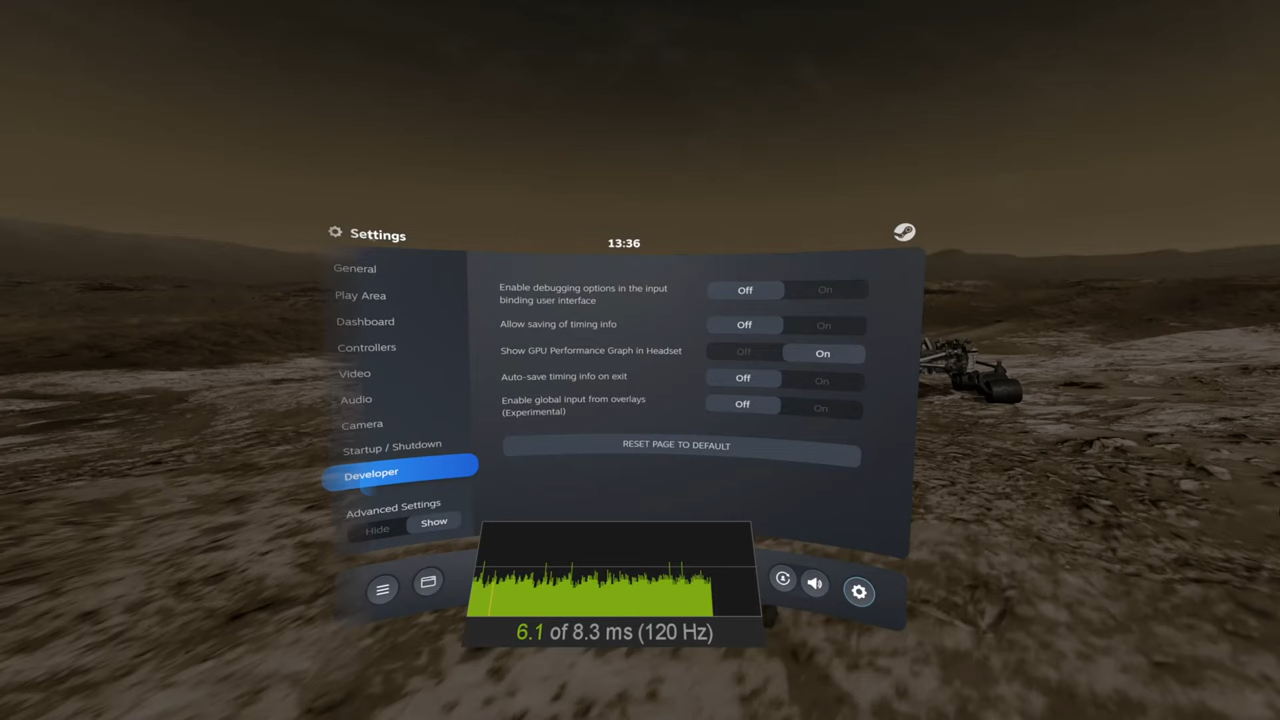 Settings
13:36
General
Play Area
Dashboard
Controllers
Video
Audio
Camera
Startup / Shutdown
Developer
Advanced Settings
Hide Show
Enable debugging options in the input
binding user interface
Off On
Allow saving of timing info
Off On
Show GPU Performance Graph in Headset
Off On
Auto-save timing info on exit
Off On
Enable global input from overlays
(Experimental)
Off On
RESET PAGE TO DEFAULT
6.1 of 8.3 ms (120 Hz)